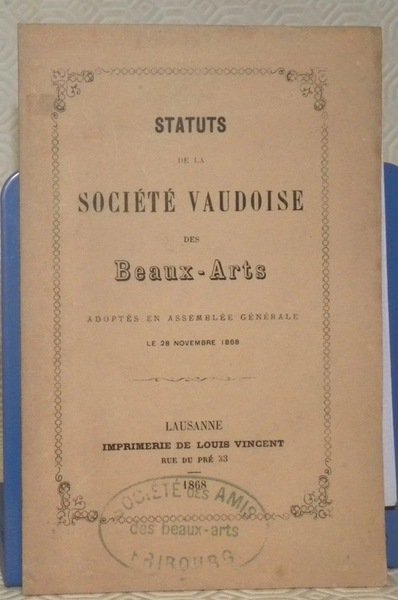 STATUTS
DE LA
SOCIÉTÉ VAUDOISE
DES
Beaux-Arts
ADOPTÉS EN ASSEMBLÉE GÉNÉRALE
LE 28 NOVEMBRE 1868
LAUSANNE
IMPRIMERIE DE LOUIS VINCENT
RUE DU PRÉ 33
1868
SOCIÉTÉ DES AMIS
des beaux-arts
FRIBOURG